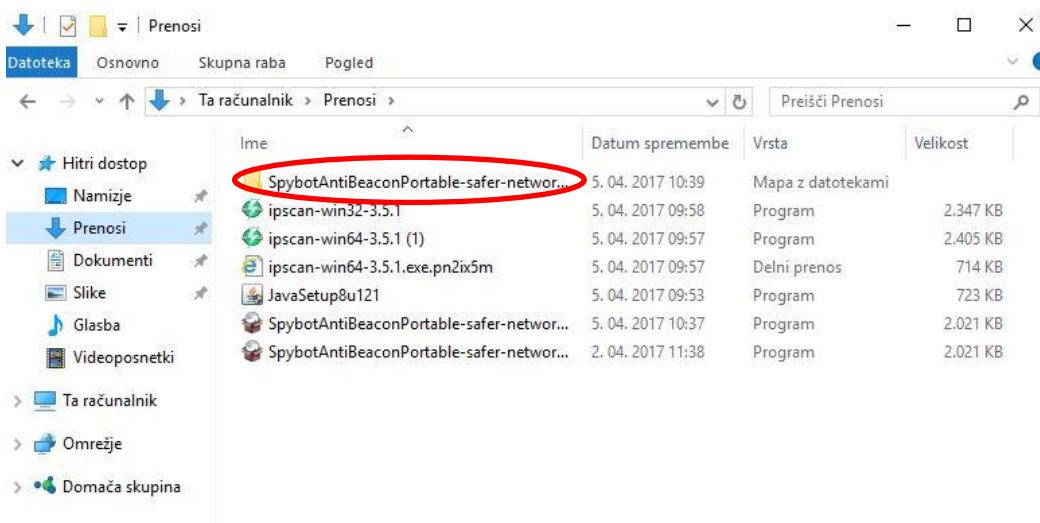 Prenosi
Datoteka Osnovno Skupna raba Pogled
Ta računalnik Prenosi Preišči Prenosi
Ime Datum spremembe Vrsta Velikost
Hitri dostop
Namizje
Prenosi
Dokumenti
Slike
Glasba
Videoposnetki
Ta računalnik
Omrežje
Domača skupina
SpybotAntiBeaconPortable-safer-networ... 5. 04. 2017 10:39 Mapa z datotekami
ipscan-win32-3.5.1 5. 04. 2017 09:58 Program 2.347 KB
ipscan-win64-3.5.1 (1) 5. 04. 2017 09:57 Program 2.405 KB
ipscan-win64-3.5.1.exe.pn2ix5m 5. 04. 2017 09:57 Delni prenos 714 KB
JavaSetup8u121 5. 04. 2017 09:53 Program 723 KB
SpybotAntiBeaconPortable-safer-networ... 5. 04. 2017 10:37 Program 2.021 KB
SpybotAntiBeaconPortable-safer-networ... 2. 04. 2017 11:38 Program 2.021 KB